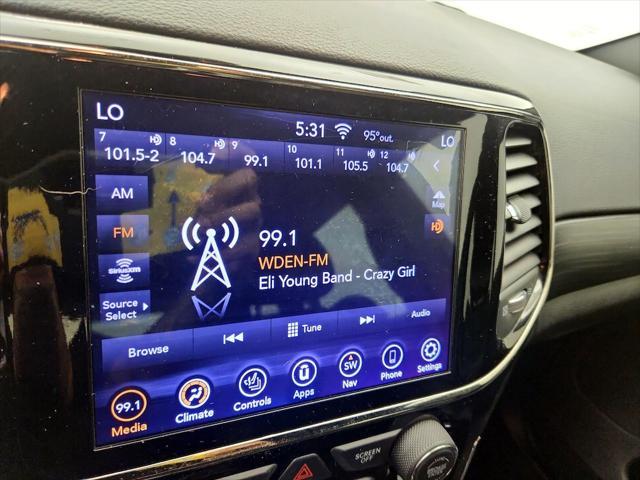 LO 5:31 95° out. LO
7 8 9 10 11 12
101.5-2 104.7 99.1 101.1 105.5 104.7
AM
Map
FM
99.1
WDEN-FM
SiriusXM
Eli Young Band - Crazy Girl
Source
Select
Browse Tune Audio
99.1 SW
Media Climate Controls Apps Nav Phone Settings
SCREEN
OFF